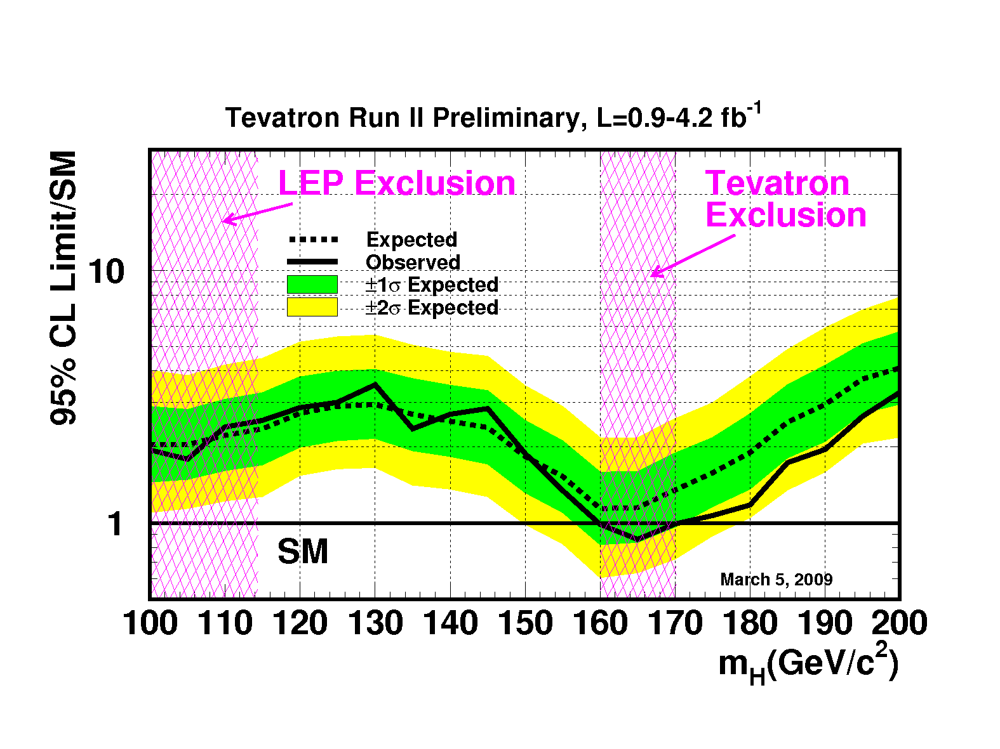 Tevatron Run II Preliminary, L=0.9-4.2 fb-1
95% CL Limit/SM
10
1
LEP Exclusion
Tevatron
Exclusion
Expected
Observed
±1σ Expected
±2σ Expected
SM
March 5, 2009
100 110 120 130 140 150 160 170 180 190 200
mH(GeV/c2)